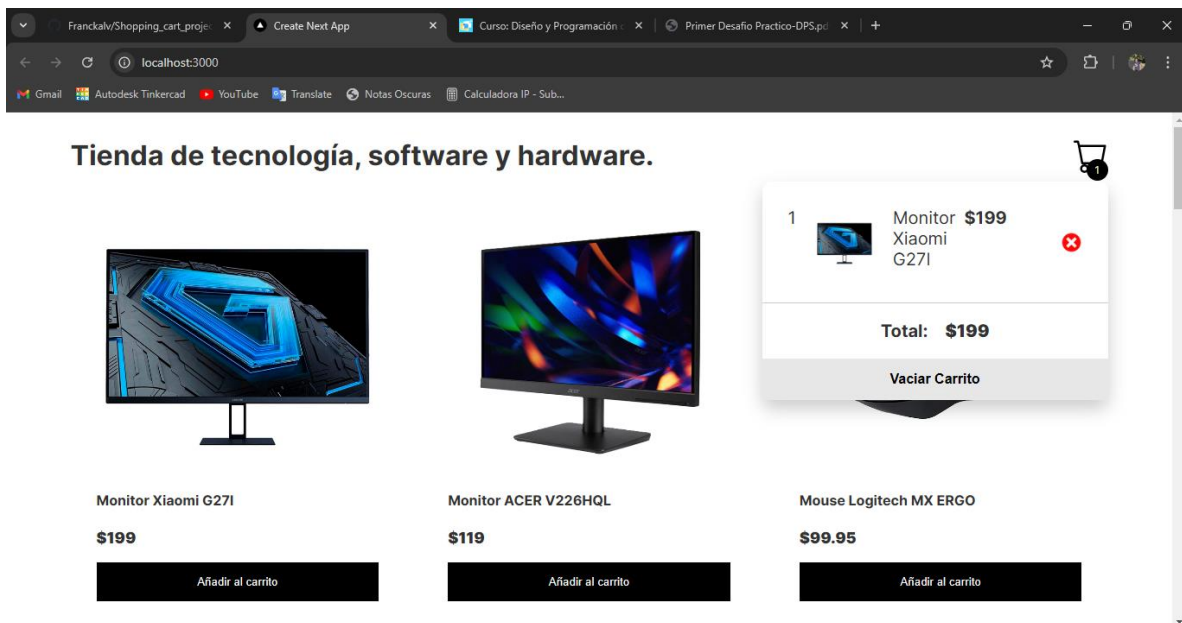 Franckalv/Shopping_cart_projec
Create Next App
Curso: Diseño y Programación
Primer Desafio Practico-DPS.pd
localhost:3000
Gmail
Autodesk Tinkercad
YouTube
Translate
Notas Oscuras
Calculadora IP - Sub...
Tienda de tecnología, software y hardware.
1
1
Monitor
Xiaomi
G27I
$199
Total: $199
Vaciar Carrito
Monitor Xiaomi G27I
$199
Añadir al carrito
Monitor ACER V226HQL
$119
Añadir al carrito
Mouse Logitech MX ERGO
$99.95
Añadir al carrito